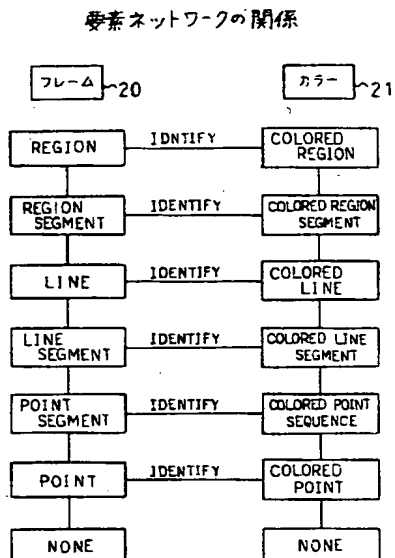 要素ネットワークの関係
フレーム 20
カラー 21
REGION
IDNTIFY
COLORED
REGION
REGION
SEGMENT
IDENTIFY
COLORED REGION
SEGMENT
LINE
IDENTIFY
COLORED
LINE
LINE
SEGMENT
IDENTIFY
COLORED LINE
SEGMENT
POINT
SEGMENT
IDENTIFY
COLORED POINT
SEQUENCE
POINT
IDENTIFY
COLORED
POINT
NONE
NONE